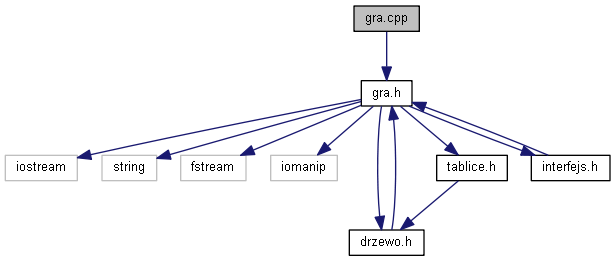 gra.cpp
gra.h
iostream
string
fstream
iomanip
tablice.h
interfejs.h
drzewo.h